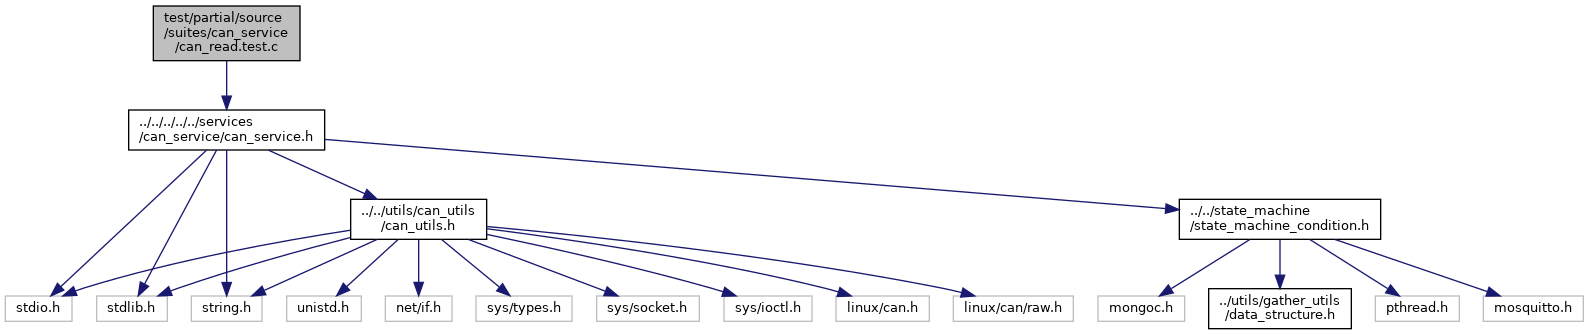 test/partial/source
/suites/can_service
/can_read.test.c
../../../../../services
/can_service/can_service.h
../../utils/can_utils
/can_utils.h
../../state_machine
/state_machine_condition.h
stdio.h
stdlib.h
string.h
unistd.h
net/if.h
sys/types.h
sys/socket.h
sys/ioctl.h
linux/can.h
linux/can/raw.h
mongoc.h
../utils/gather_utils
/data_structure.h
pthread.h
mosquitto.h